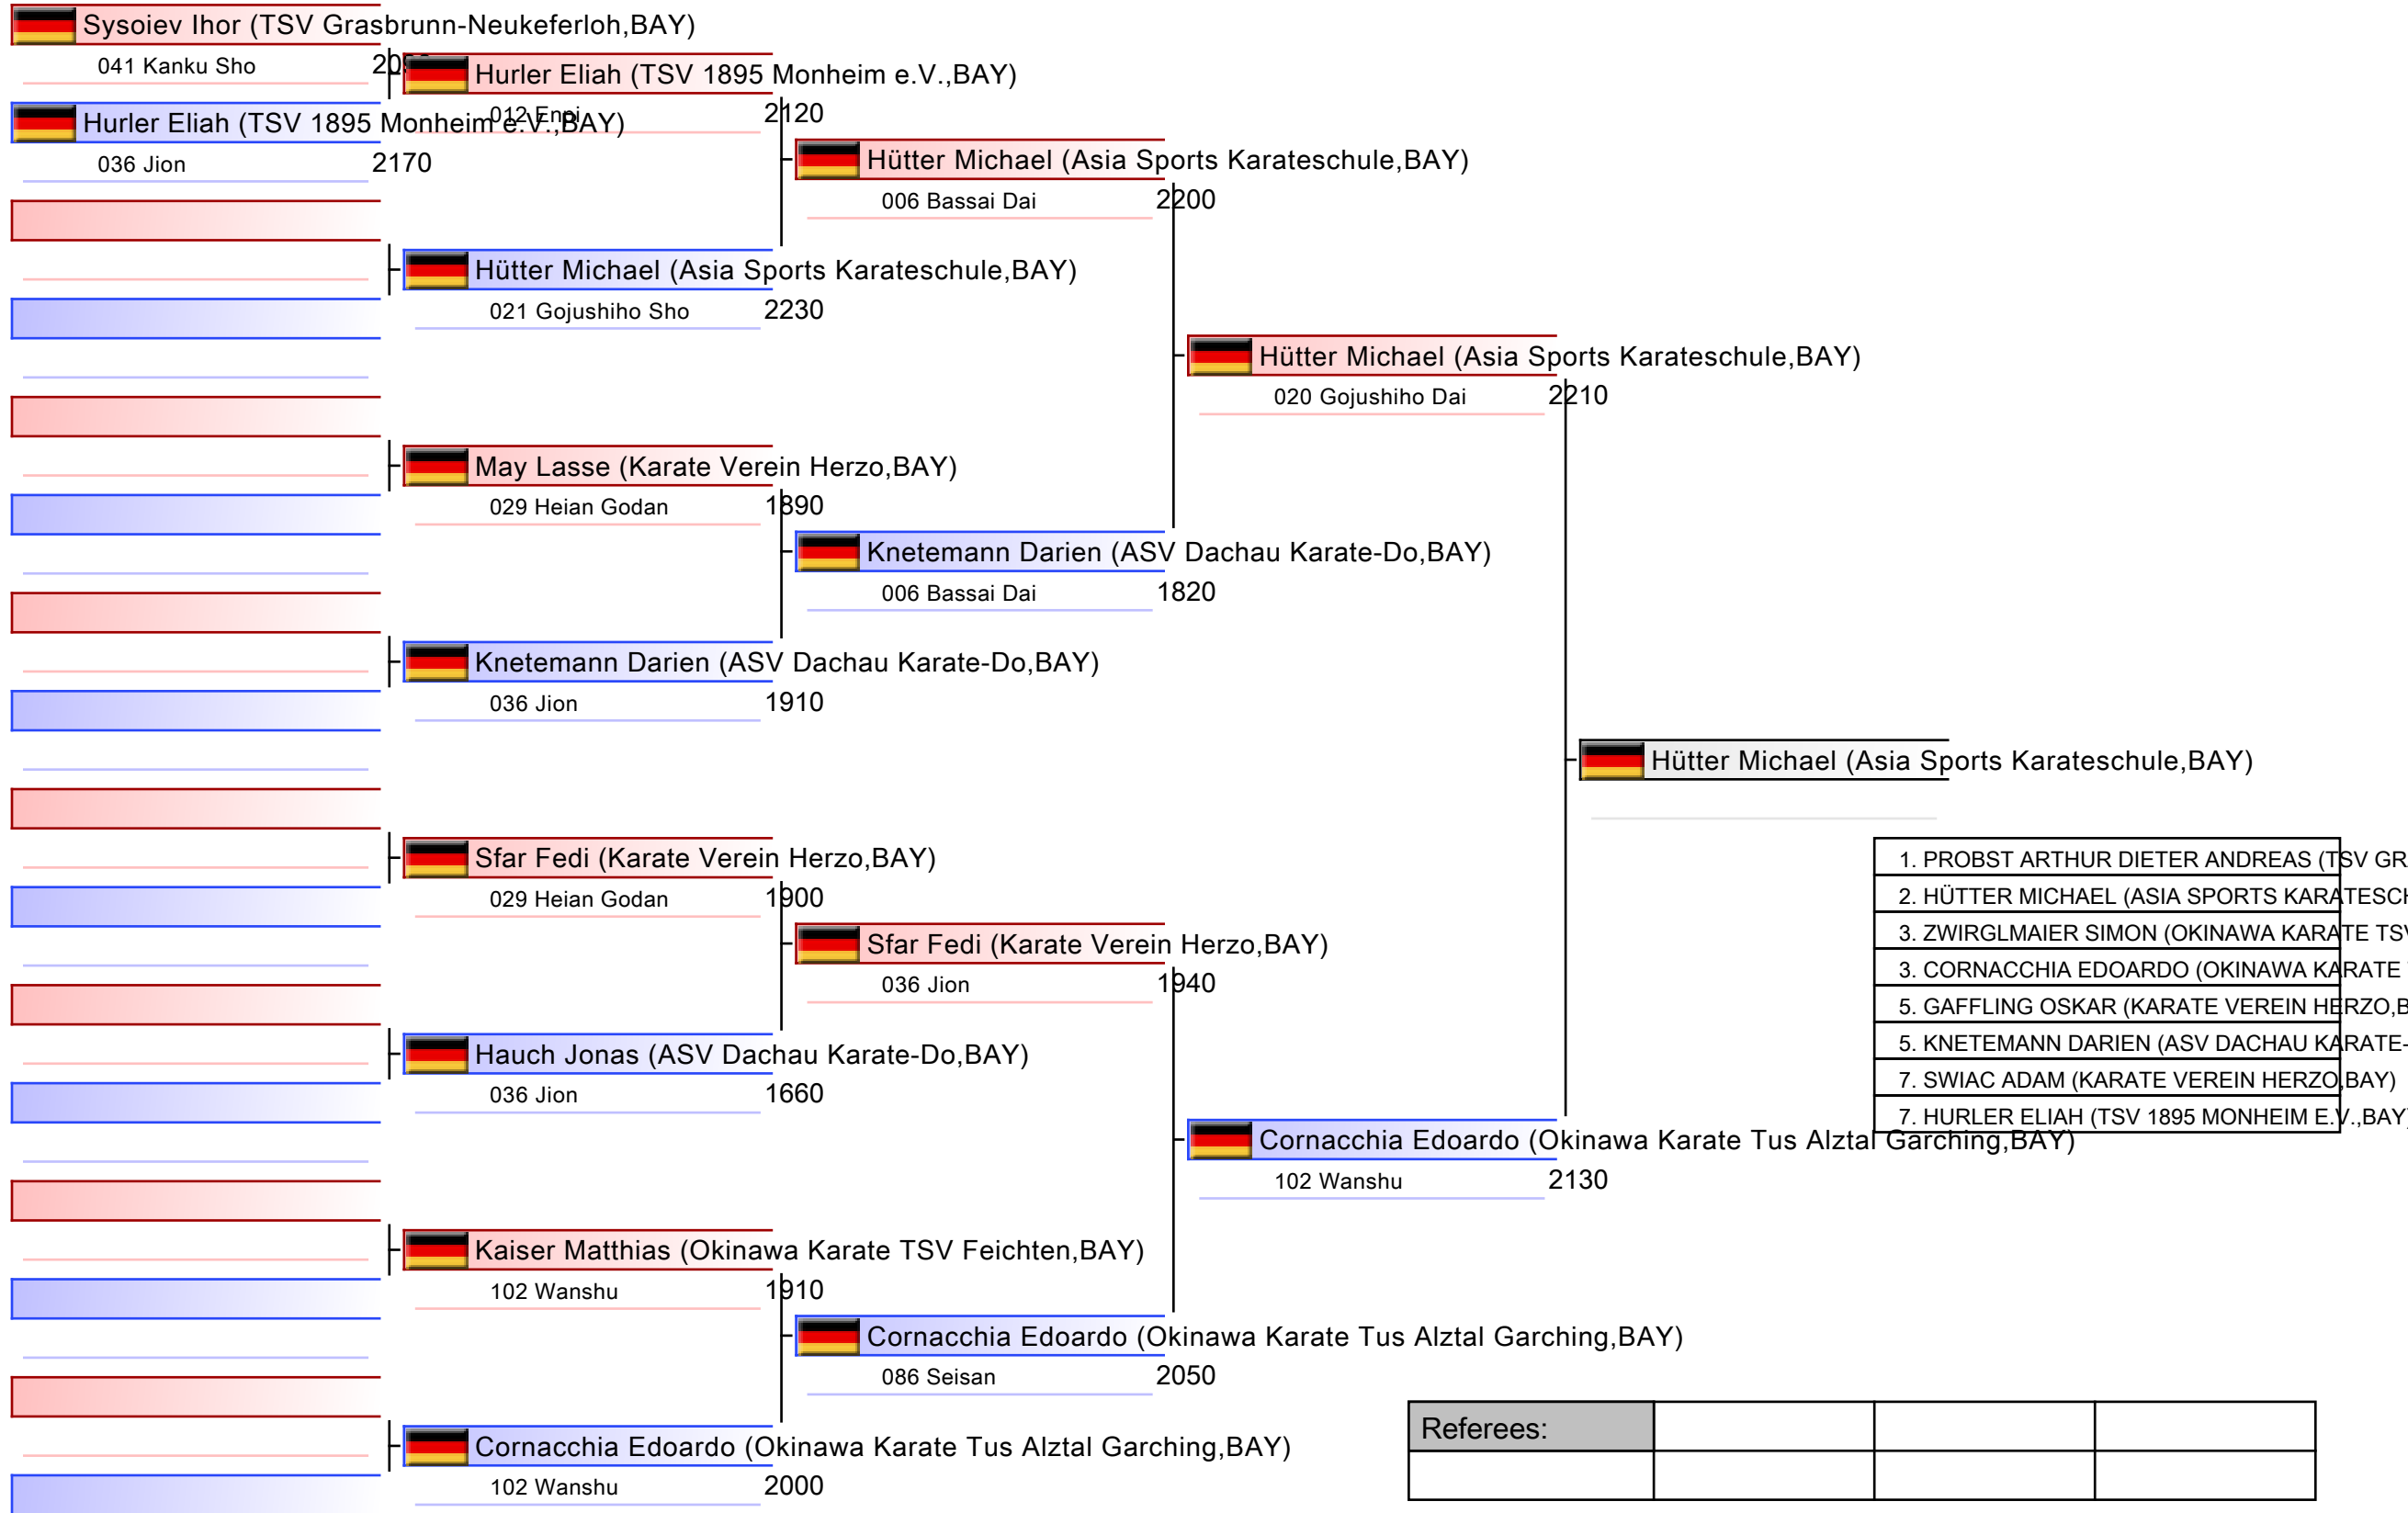 Sysoiev Ihor (TSV Grasbrunn-Neukeferloh,BAY)
041 Kanku Sho
Hurler Eliah (TSV 1895 Monheim e.V.,BAY)
036 Jion 2170
Hurler Eliah (TSV 1895 Monheim e.V.,BAY)
012 Enpi 2120
Hütter Michael (Asia Sports Karateschule,BAY)
021 Gojushiho Sho 2230
May Lasse (Karate Verein Herzo,BAY)
029 Heian Godan 1890
Knetemann Darien (ASV Dachau Karate-Do,BAY)
036 Jion 1910
Sfar Fedi (Karate Verein Herzo,BAY)
029 Heian Godan 1900
Hauch Jonas (ASV Dachau Karate-Do,BAY)
036 Jion 1660
Kaiser Matthias (Okinawa Karate TSV Feichten,BAY)
102 Wanshu 1910
Cornacchia Edoardo (Okinawa Karate Tus Alztal Garching,BAY)
102 Wanshu 2000
Hütter Michael (Asia Sports Karateschule,BAY)
006 Bassai Dai 2200
Knetemann Darien (ASV Dachau Karate-Do,BAY)
006 Bassai Dai 1820
Sfar Fedi (Karate Verein Herzo,BAY)
036 Jion 1940
Cornacchia Edoardo (Okinawa Karate Tus Alztal Garching,BAY)
086 Seisan 2050
Hütter Michael (Asia Sports Karateschule,BAY)
020 Gojushiho Dai 2210
Cornacchia Edoardo (Okinawa Karate Tus Alztal Garching,BAY)
102 Wanshu 2130
Hütter Michael (Asia Sports Karateschule,BAY)
1. PROBST ARTHUR DIETER ANDREAS (TSV GR
2. HÜTTER MICHAEL (ASIA SPORTS KARATESCH
3. ZWIRGLMAIER SIMON (OKINAWA KARATE TSV
3. CORNACCHIA EDOARDO (OKINAWA KARATE
5. GAFFLING OSKAR (KARATE VEREIN HERZO,B
5. KNETEMANN DARIEN (ASV DACHAU KARATE-
7. SWIAC ADAM (KARATE VEREIN HERZO,BAY)
7. HURLER ELIAH (TSV 1895 MONHEIM E.V.,BAY)
Referees: